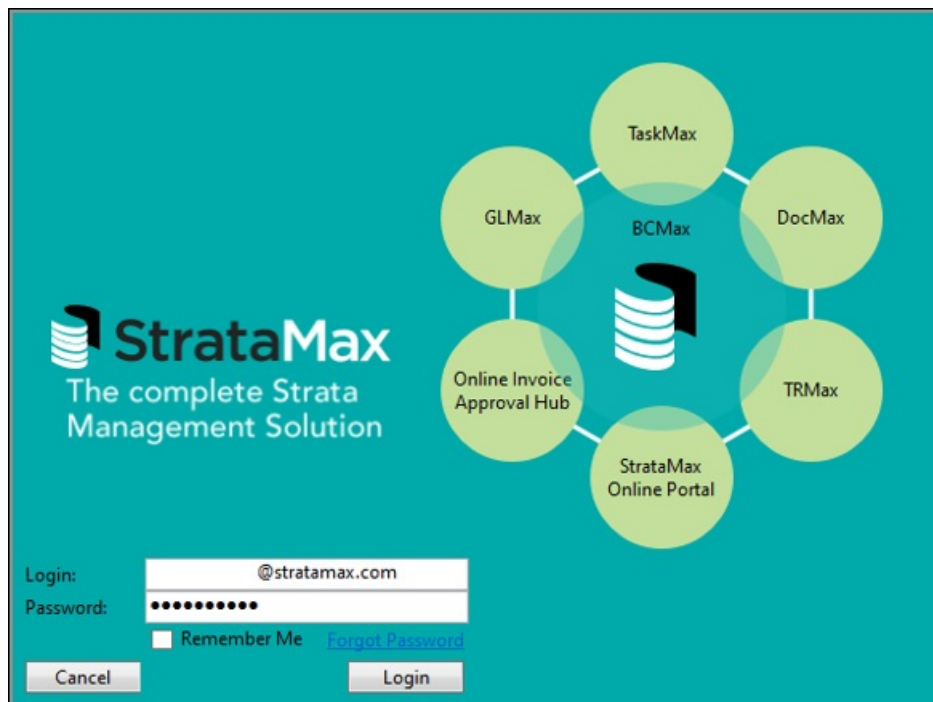 TaskMax
GLMax
BCMax
DocMax
StrataMax
The complete Strata
Management Solution
Online Invoice
Approval Hub
TRMax
StrataMax
Online Portal
Login:
@stratamax.com
Password:
••••••••••
Remember Me
Forgot Password
Cancel
Login